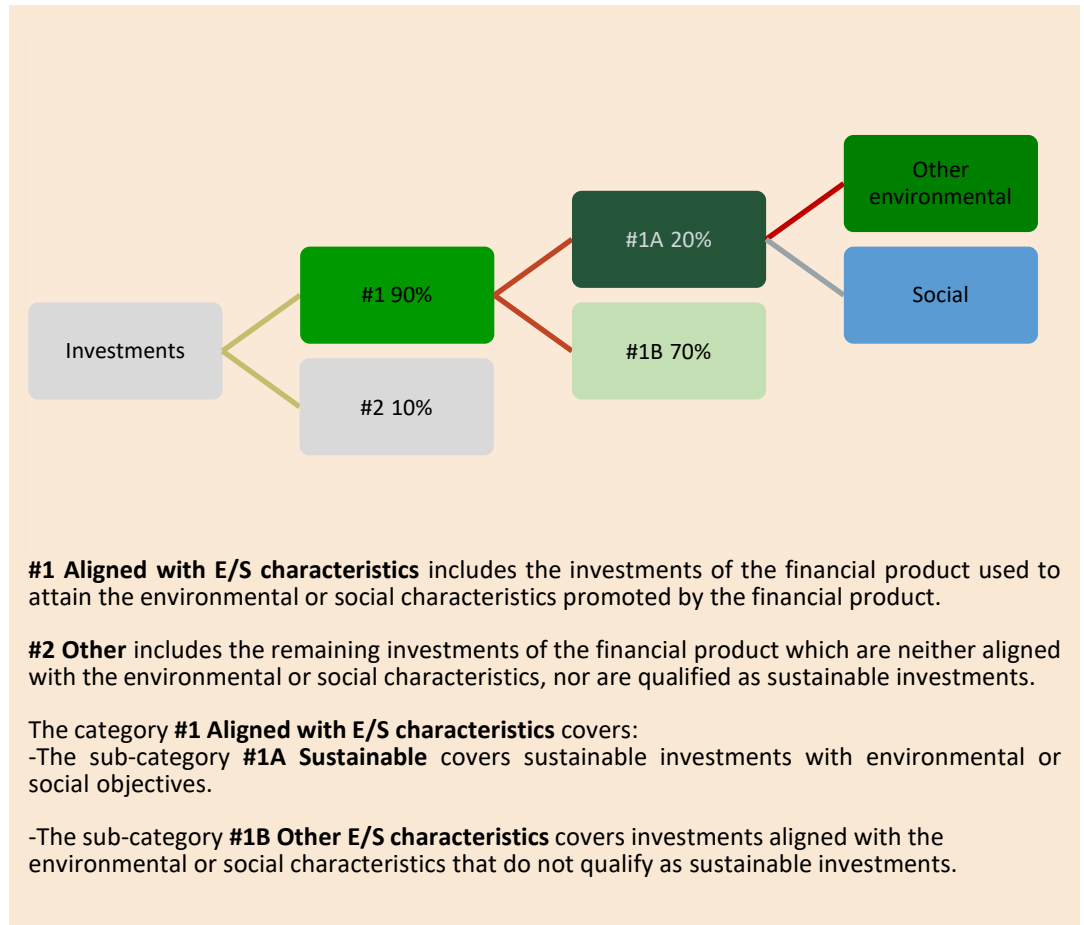 Other
environmental
#1A 20%
#1 90%
Social
Investments
#1B 70%
#2 10%
#1 Aligned with E/S characteristics includes the investments of the financial product used to
attain the environmental or social characteristics promoted by the financial product.
#2 Other includes the remaining investments of the financial product which are neither aligned
with the environmental or social characteristics, nor are qualified as sustainable investments.
The category #1 Aligned with E/S characteristics covers:
-The sub-category #1A Sustainable covers sustainable investments with environmental or
social objectives.
-The sub-category #1B Other E/S characteristics covers investments aligned with the
environmental or social characteristics that do not qualify as sustainable investments.